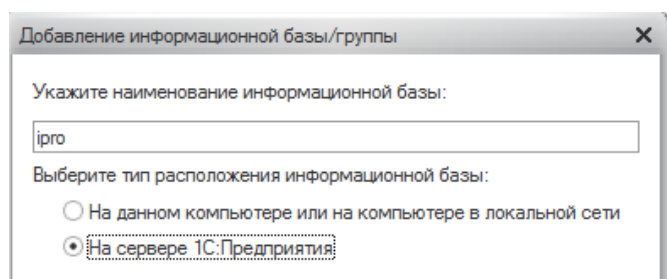 Добавление информационной базы/группы
Укажите наименование информационной базы:
ipro
Выберите тип расположения информационной базы:
На данном компьютере или на компьютере в локальной сети
На сервере 1С:Предприятия